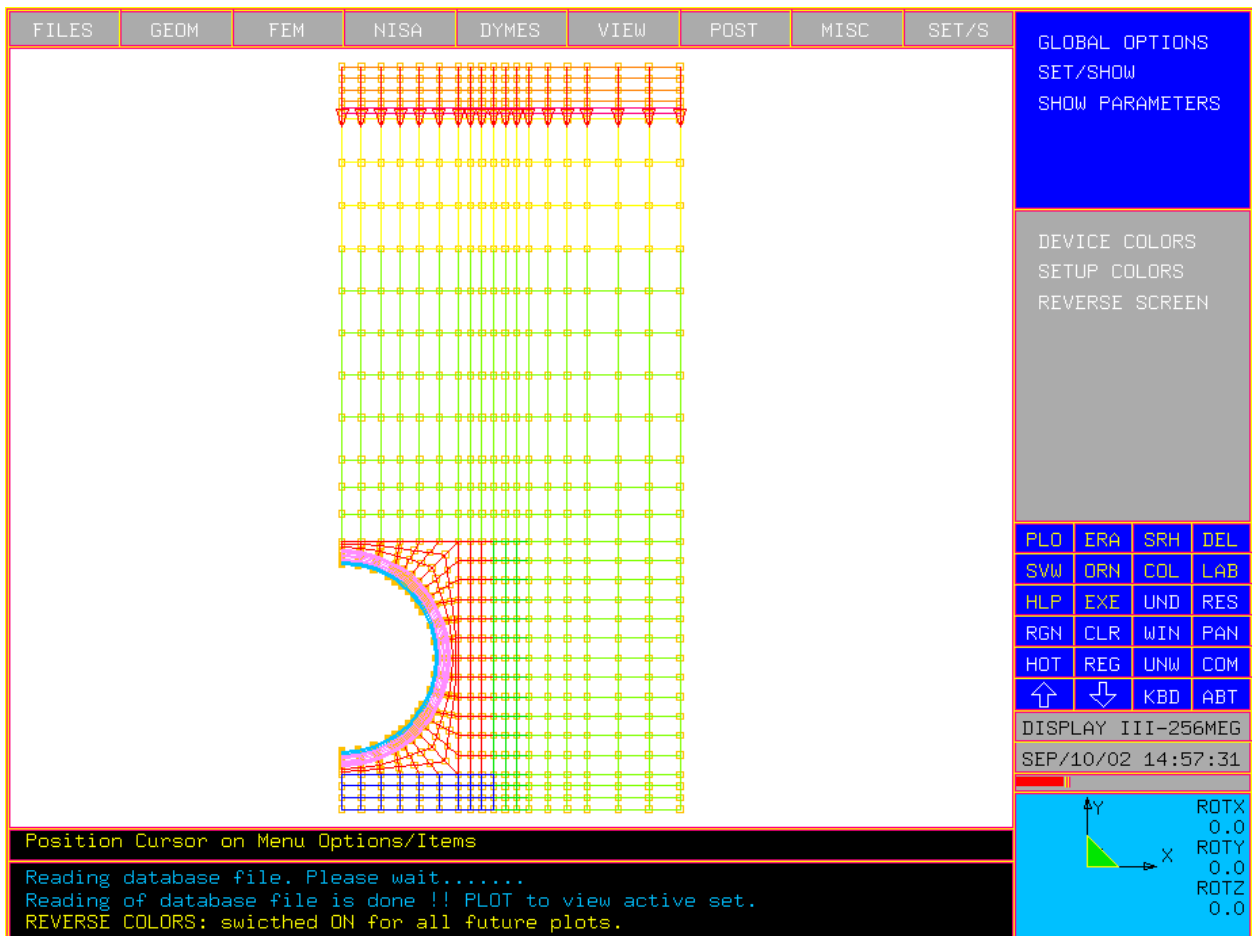 FILES GEOM FEM NISA DYMES VIEW POST MISC SET/S
GLOBAL OPTIONS
SET/SHOW
SHOW PARAMETERS
DEVICE COLORS
SETUP COLORS
REVERSE SCREEN
PLO ERA SRH DEL
SVW ORN COL LAB
HLP EXE UND RES
RGN CLR WIN PAN
HOT REG UNW COM
KBD ABT
DISPLAY III-256MEG
SEP/10/02 14:57:31
Y
X
ROTX
0.0
ROTY
0.0
ROTZ
0.0
Position Cursor on Menu Options/Items
Reading database file. Please wait.......
Reading of database file is done !! PLOT to view active set.
REVERSE COLORS: swicthed ON for all future plots.